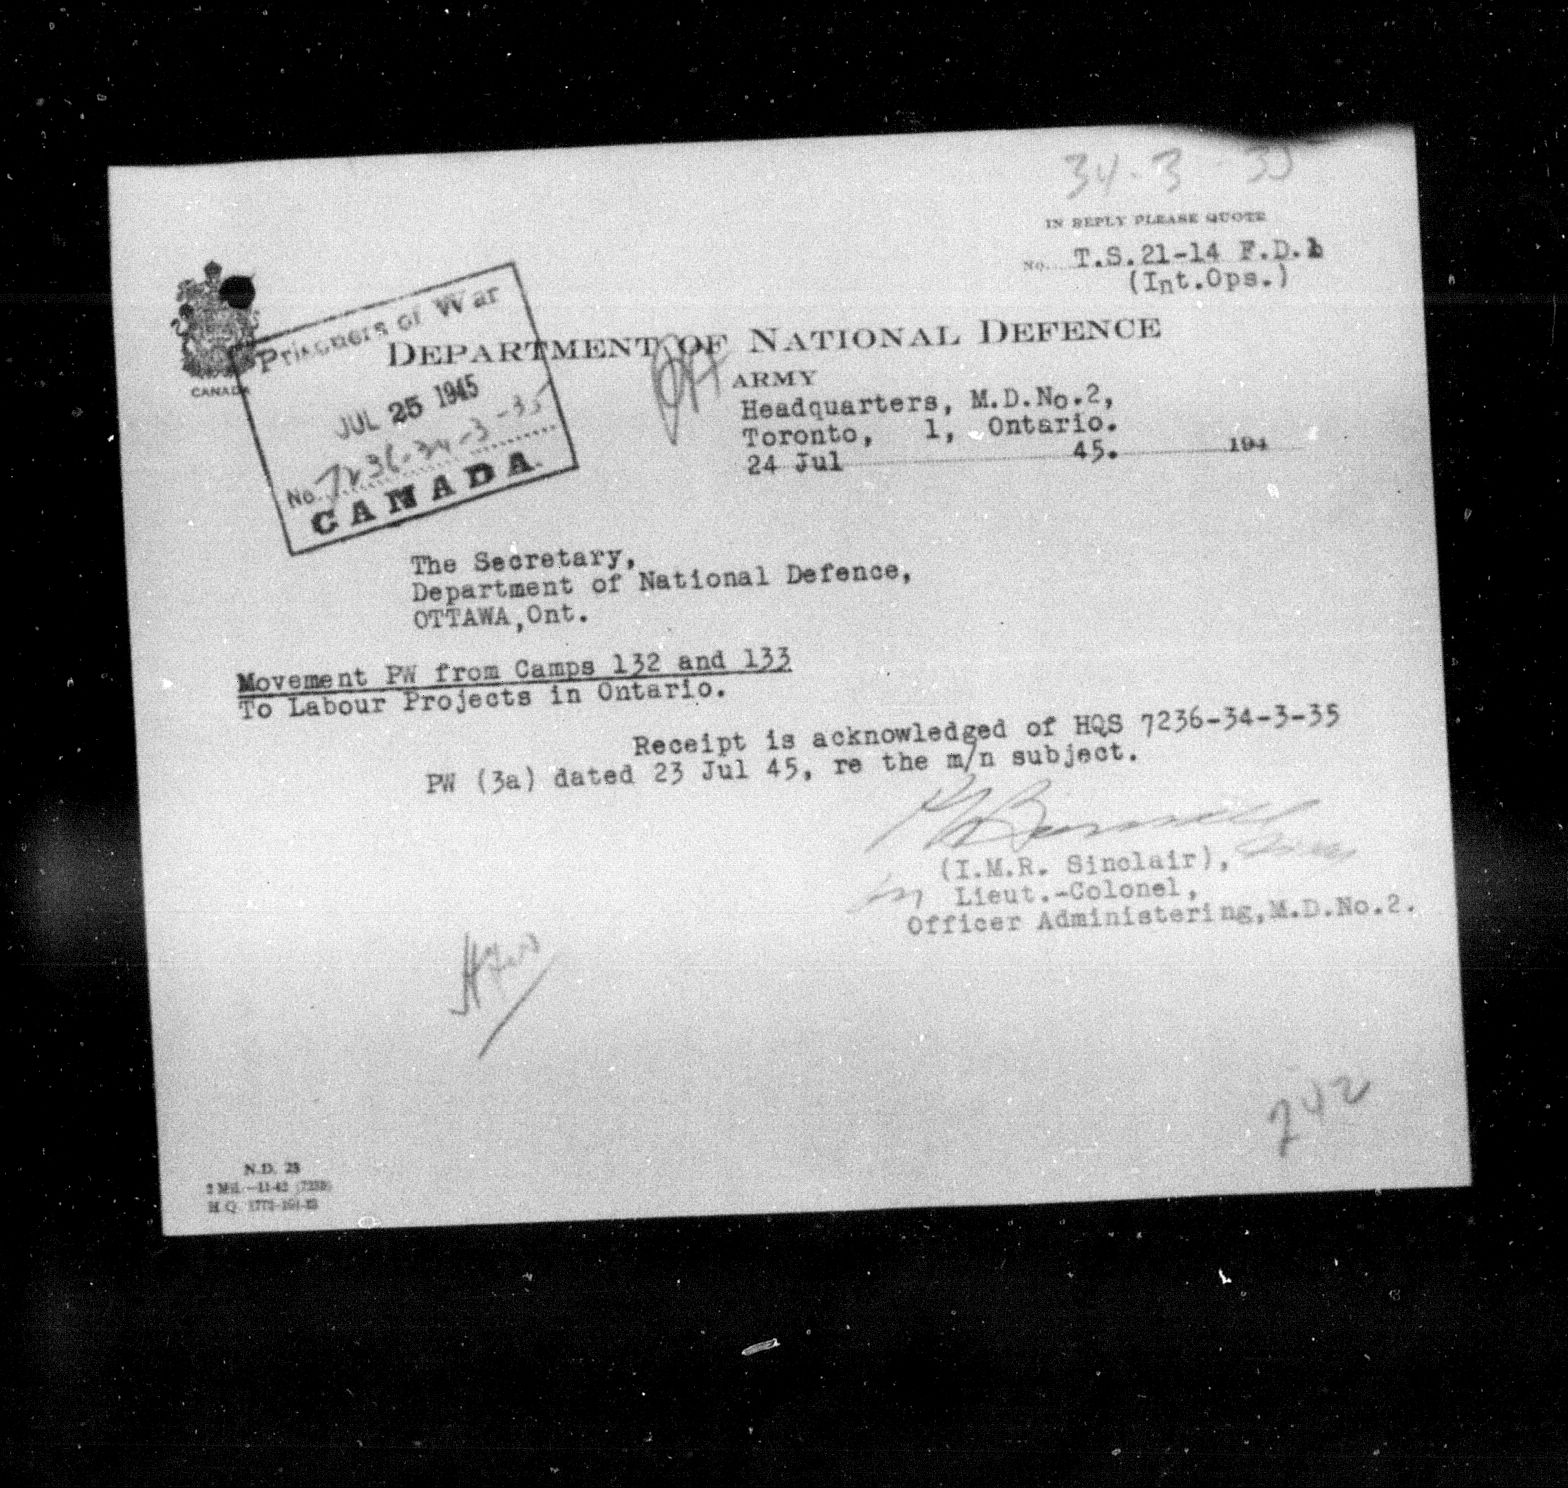 34-3-35
IN REPLY PLEASE QUOTE
No. T.S.21-14 F.D.1
(Int.Ops.)
CANADA
Prisoners of War
JUL 25 1945
No. 7236-34-3-35
CANADA
DEPARTMENT OF NATIONAL DEFENCE
ARMY
Headquarters, M.D.No.2,
Toronto, 1, Ontario.
24 Jul 45. 194
The Secretary,
Department of National Defence,
OTTAWA,Ont.
Movement PW from Camps 132 and 133
To Labour Projects in Ontario.
Receipt is acknowledged of HQS 7236-34-3-35
PW (3a) dated 23 Jul 45, re the m/n subject.
(I.M.R. Sinclair),
Lieut.-Colonel,
Officer Administering,M.D.No.2.
242
N.D. 23